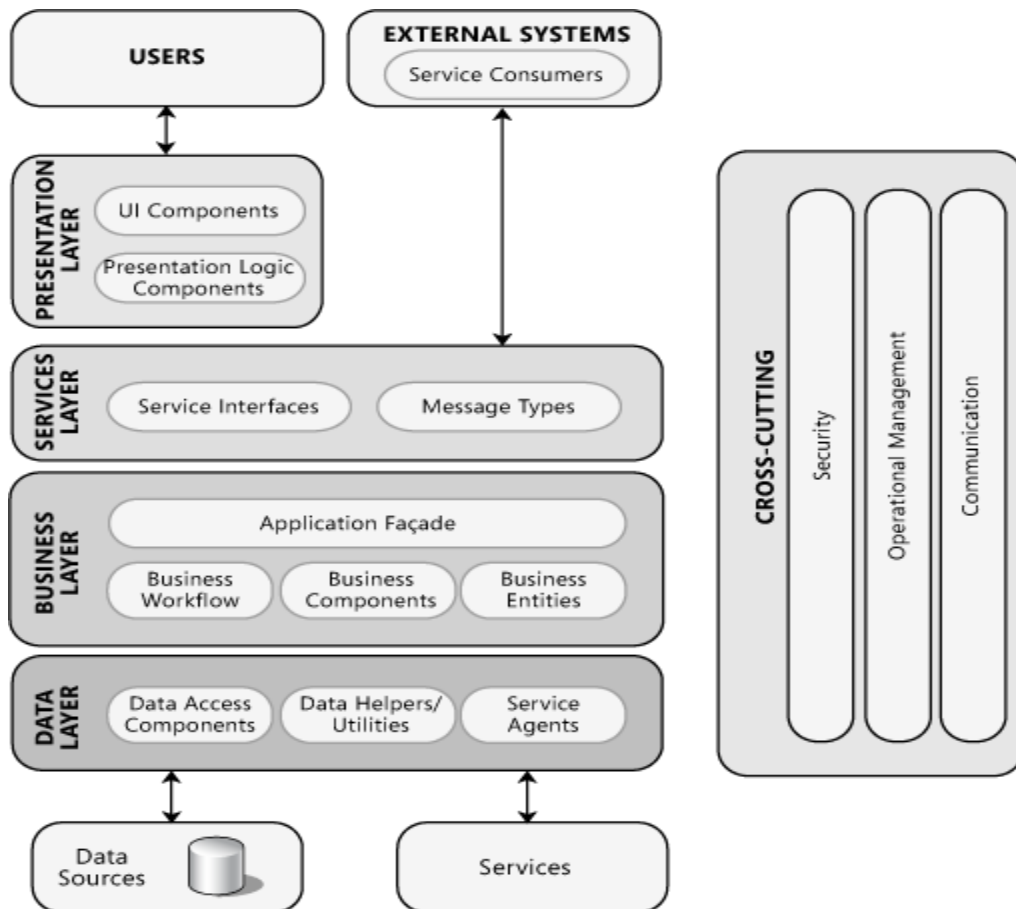 USERS
EXTERNAL SYSTEMS
Service Consumers
PRESENTATION
LAYER
UI Components
Presentation Logic
Components
SERVICES
LAYER
Service Interfaces
Message Types
BUSINESS
LAYER
Application Façade
Business
Workflow
Business
Components
Business
Entities
DATA
LAYER
Data Access
Components
Data Helpers/
Utilities
Service
Agents
Data
Sources
Services
CROSS-CUTTING
Security
Operational Management
Communication